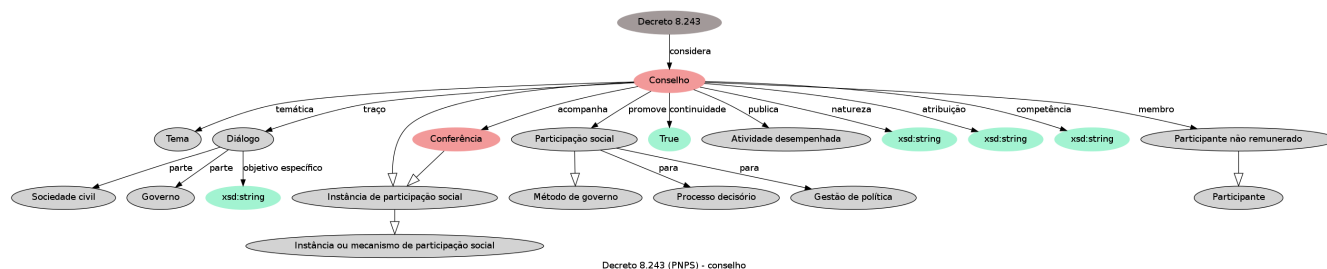 Decreto 8.243
considera
Conselho
temática
traço
acompanha
promove
continuidade
publica
natureza
atribuição
competência
membro
Tema
Diálogo
Conferência
Participação social
True
Atividade desempenhada
xsd:string
xsd:string
xsd:string
Participante não remunerado
parte
parte
objetivo específico
para
para
Sociedade civil
Governo
xsd:string
Instância de participação social
Método de governo
Processo decisório
Gestão de política
Participante
Instância ou mecanismo de participação social
Decreto 8.243 (PNPS) - conselho